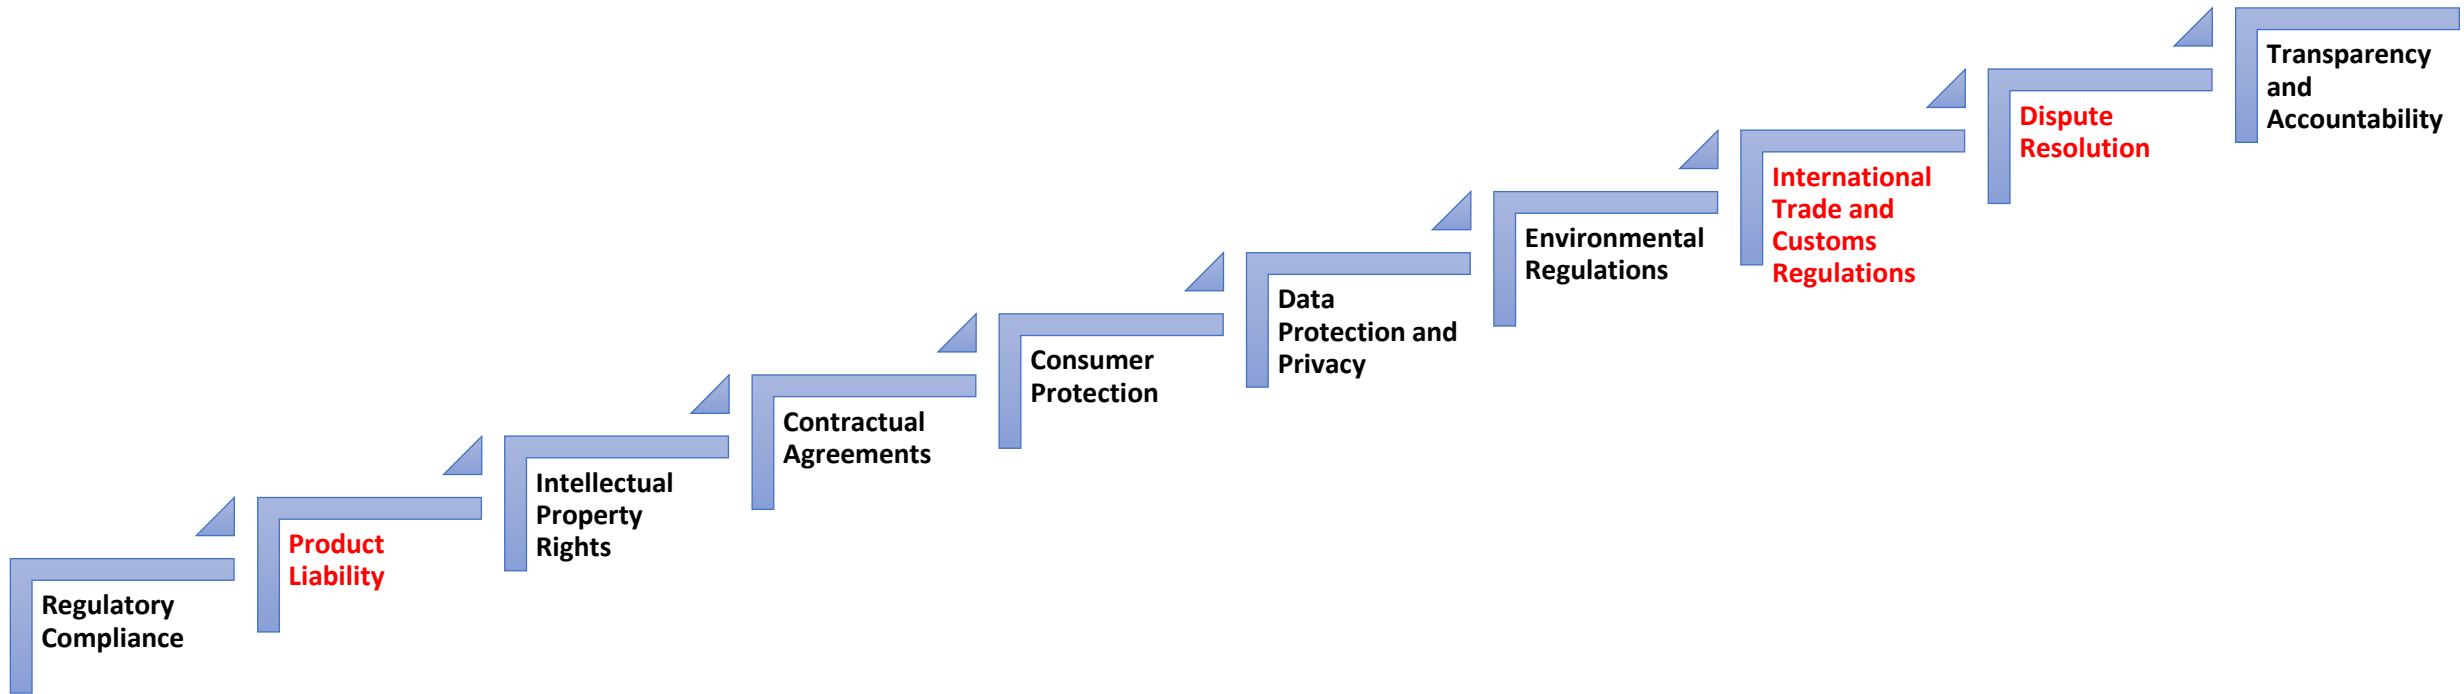 Regulatory
Compliance
Product
Liability
Intellectual
Property
Rights
Contractual
Agreements
Consumer
Protection
Data
Protection and
Privacy
Environmental
Regulations
International
Trade and
Customs
Regulations
Dispute
Resolution
Transparency
and
Accountability